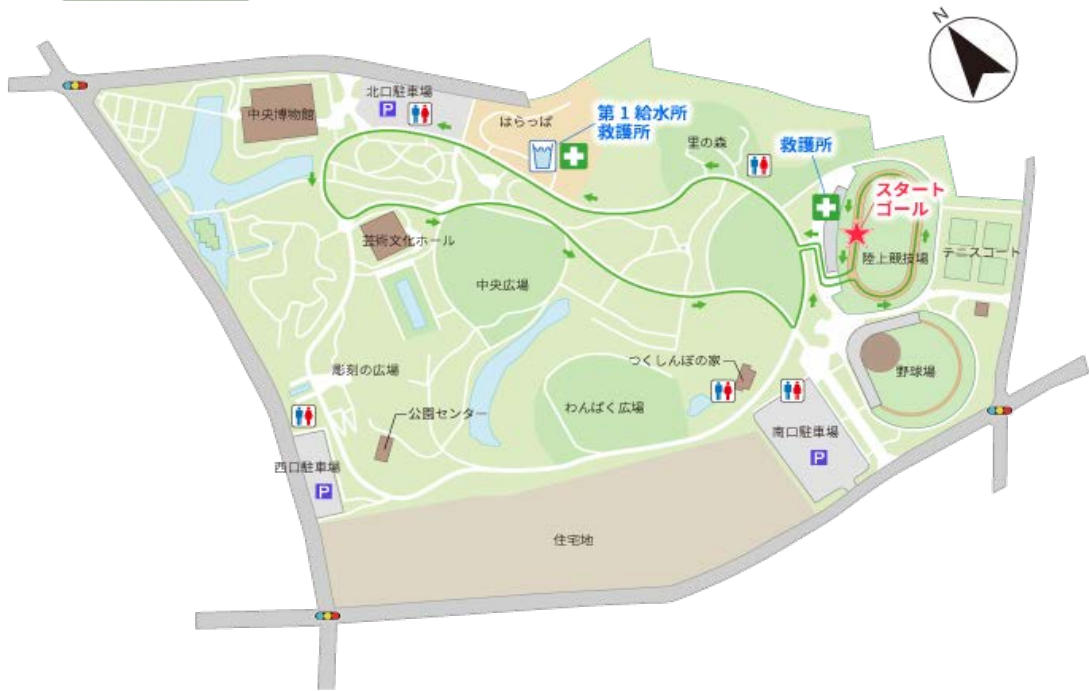 N
北口駐車場
P
中央博物館
はらっぱ
第1給水所
救護所
里の森
救護所
スタート
ゴール
陸上競技場
テニスコート
芸術文化ホール
中央広場
つくしんぼの家
野球場
彫刻の広場
わんぱく広場
公園センター
南口駐車場
P
西口駐車場
P
住宅地